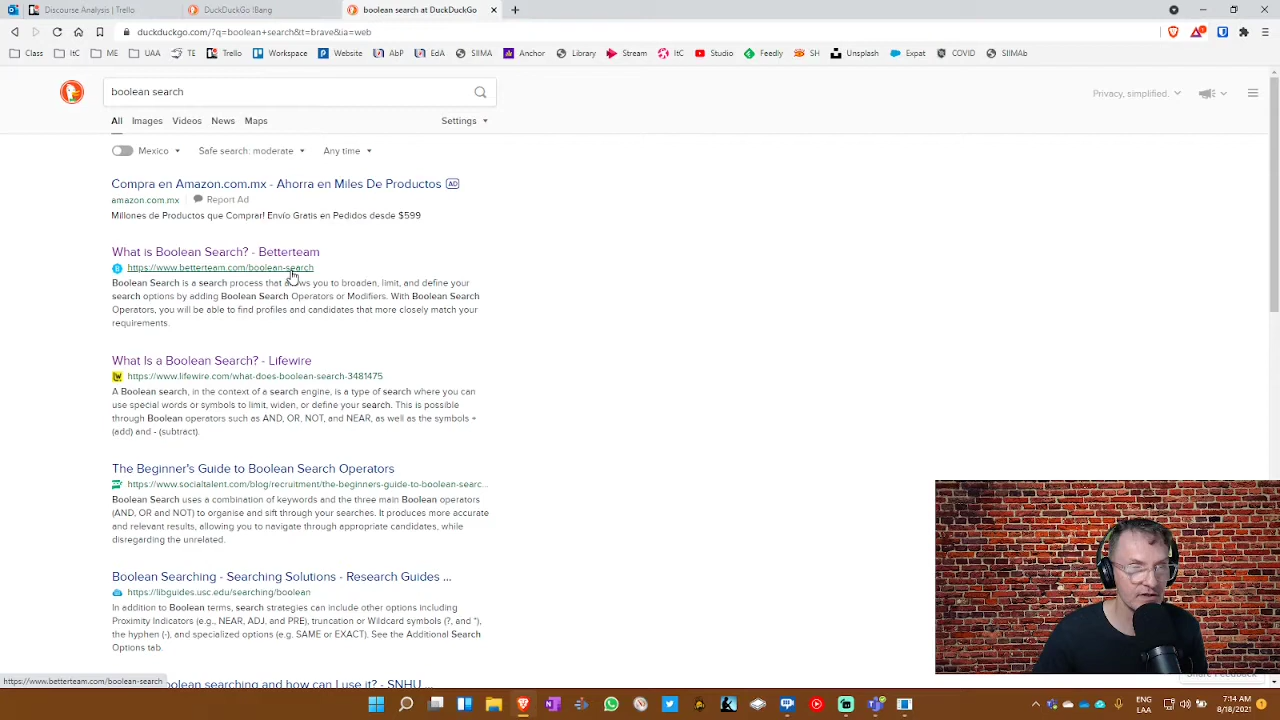 Discourse Analysis | Trello
DuckDuckGo !Bang
boolean search at DuckDuckGo
duckduckgo.com/?q=boolean+search&t=brave&ia=web
Class
ItC
ME
UAA
TE
Trello
Workspace
Website
AbP
EdA
SIIMA
Anchor
Library
Stream
ItC
Studio
Feedly
SH
Unsplash
Expat
COVID
SIIMAb
boolean search
Privacy, simplified.
All Images Videos News Maps Settings
Mexico Safe search: moderate Any time
Compra en Amazon.com.mx - Ahorra en Miles De Productos AD
amazon.com.mx Report Ad
Millones de Productos que Comprar! Envío Gratis en Pedidos desde $599
What is Boolean Search? - Betterteam
https://www.betterteam.com/boolean-search
Boolean Search is a search process that allows you to broaden, limit, and define your
search options by adding Boolean Search Operators or Modifiers. With Boolean Search
Operators, you will be able to find profiles and candidates that more closely match your
requirements.
What Is a Boolean Search? - Lifewire
https://www.lifewire.com/what-does-boolean-search-3481475
A Boolean search, in the context of a search engine, is a type of search where you can
use special words or symbols to limit, widen, or define your search. This is possible
through Boolean operators such as AND, OR, NOT, and NEAR, as well as the symbols +
(add) and - (subtract).
The Beginner's Guide to Boolean Search Operators
https://www.socialtalent.com/blog/recruitment/the-beginners-guide-to-boolean-searc...
Boolean Search uses a combination of keywords and the three main Boolean operators
(AND, OR and NOT) to organise and sift through your searches. It produces more accurate
and relevant results, allowing you to navigate through appropriate candidates, while
disregarding the unrelated.
Boolean Searching - Searching Solutions - Research Guides ...
https://libguides.usc.edu/searching/boolean
In addition to Boolean terms, search strategies can include other options including
Proximity Indicators (e.g., NEAR, ADJ, and PRE), truncation or Wildcard symbols (?, and *),
the hyphen (-), and specialized options (e.g. SAME or EXACT). See the Additional Search
Options tab.
https://www.betterteam.com/boolean-search
oolean searching and how can I use it? - SNHU ...
Share Feedback
ENG
LAA
7:14 AM
8/18/2021